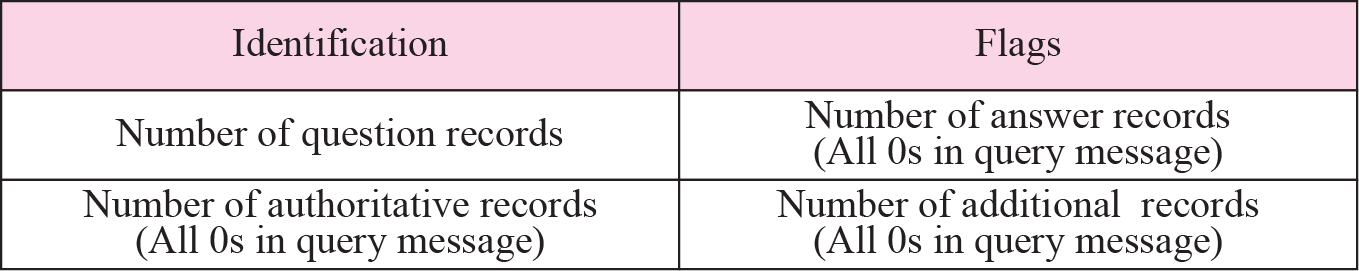 Identification
Flags
Number of question records
Number of answer records
(All 0s in query message)
Number of authoritative records
(All 0s in query message)
Number of additional records
(All 0s in query message)